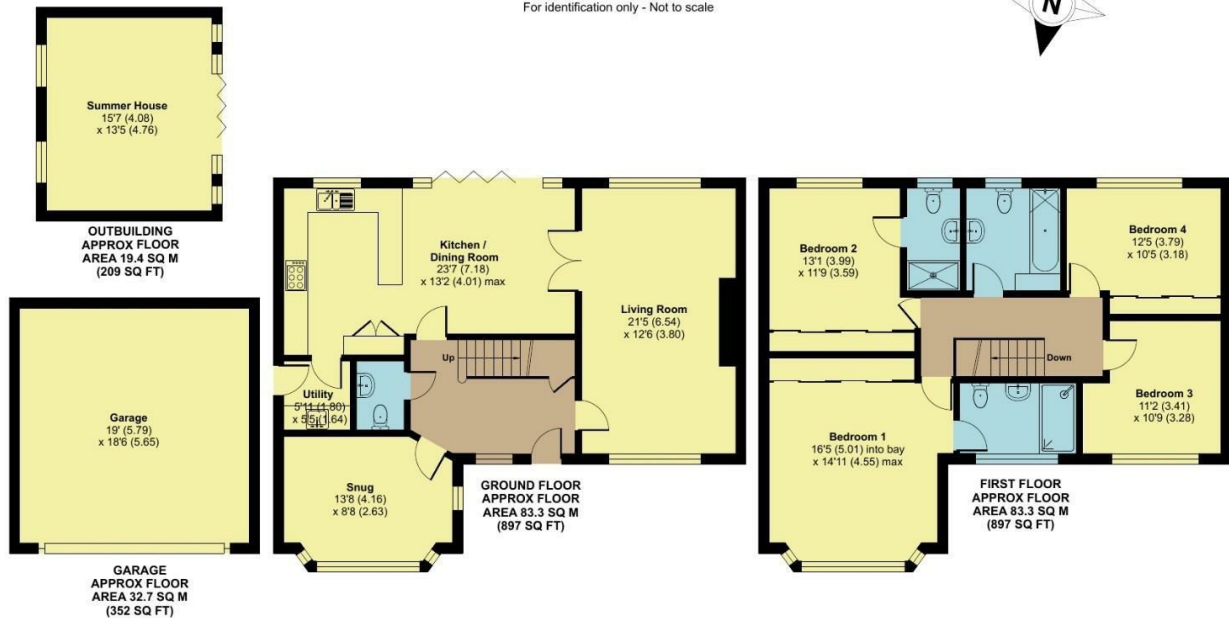 For identification only - Not to scale
N
Summer House
15'7 (4.08)
x 13'5 (4.76)
OUTBUILDING
APPROX FLOOR
AREA 19.4 SQ M
(209 SQ FT)
Garage
19' (5.79)
x 18'6 (5.65)
GARAGE
APPROX FLOOR
AREA 32.7 SQ M
(352 SQ FT)
Kitchen /
Dining Room
23'7 (7.18)
x 13'2 (4.01) max
Living Room
21'5 (6.54)
x 12'6 (3.80)
Up
Utility
5'11 (1.80)
x 5'5 (1.64)
Snug
13'8 (4.16)
x 8'8 (2.63)
GROUND FLOOR
APPROX FLOOR
AREA 83.3 SQ M
(897 SQ FT)
Bedroom 2
13'1 (3.99)
x 11'9 (3.59)
Bedroom 4
12'5 (3.79)
x 10'5 (3.18)
Down
Bedroom 1
16'5 (5.01) into bay
x 14'11 (4.55) max
Bedroom 3
11'2 (3.41)
x 10'9 (3.28)
FIRST FLOOR
APPROX FLOOR
AREA 83.3 SQ M
(897 SQ FT)